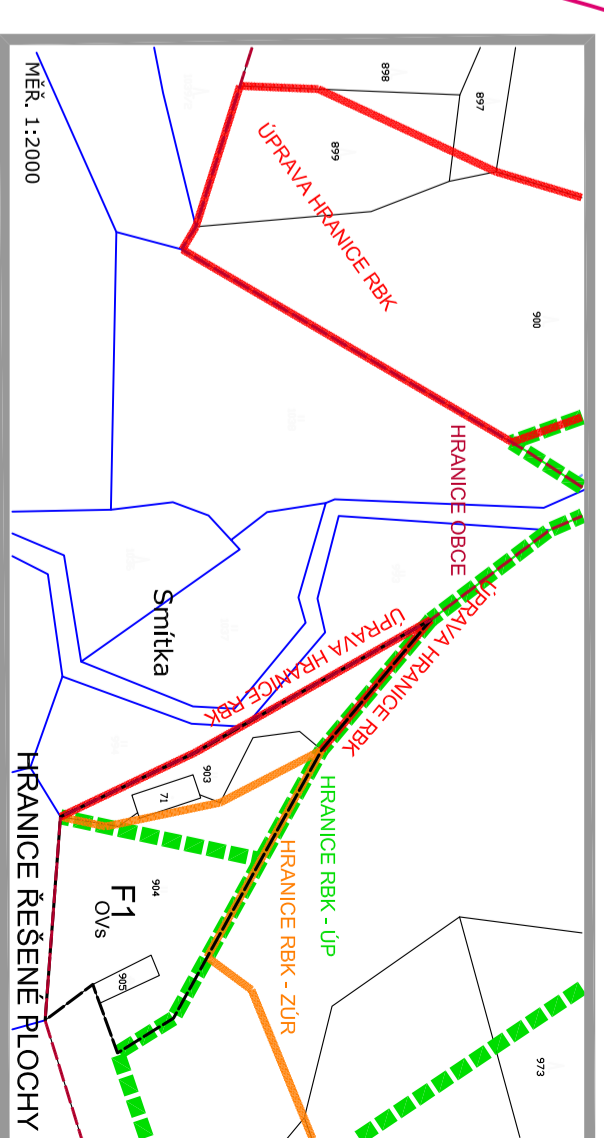 MĚŘ. 1:2000
898
897
899
ÚPRAVA HRANICE RBK
900
HRANICE OBCE
ÚPRAVA HRANICE RBK
ÚPRAVA HRANICE RBK
Smítka
903
71
HRANICE RBK - ÚP
HRANICE RBK - ZÚR
904
F1
OVs
905
973
HRANICE ŘEŠENÉ PLOCHY